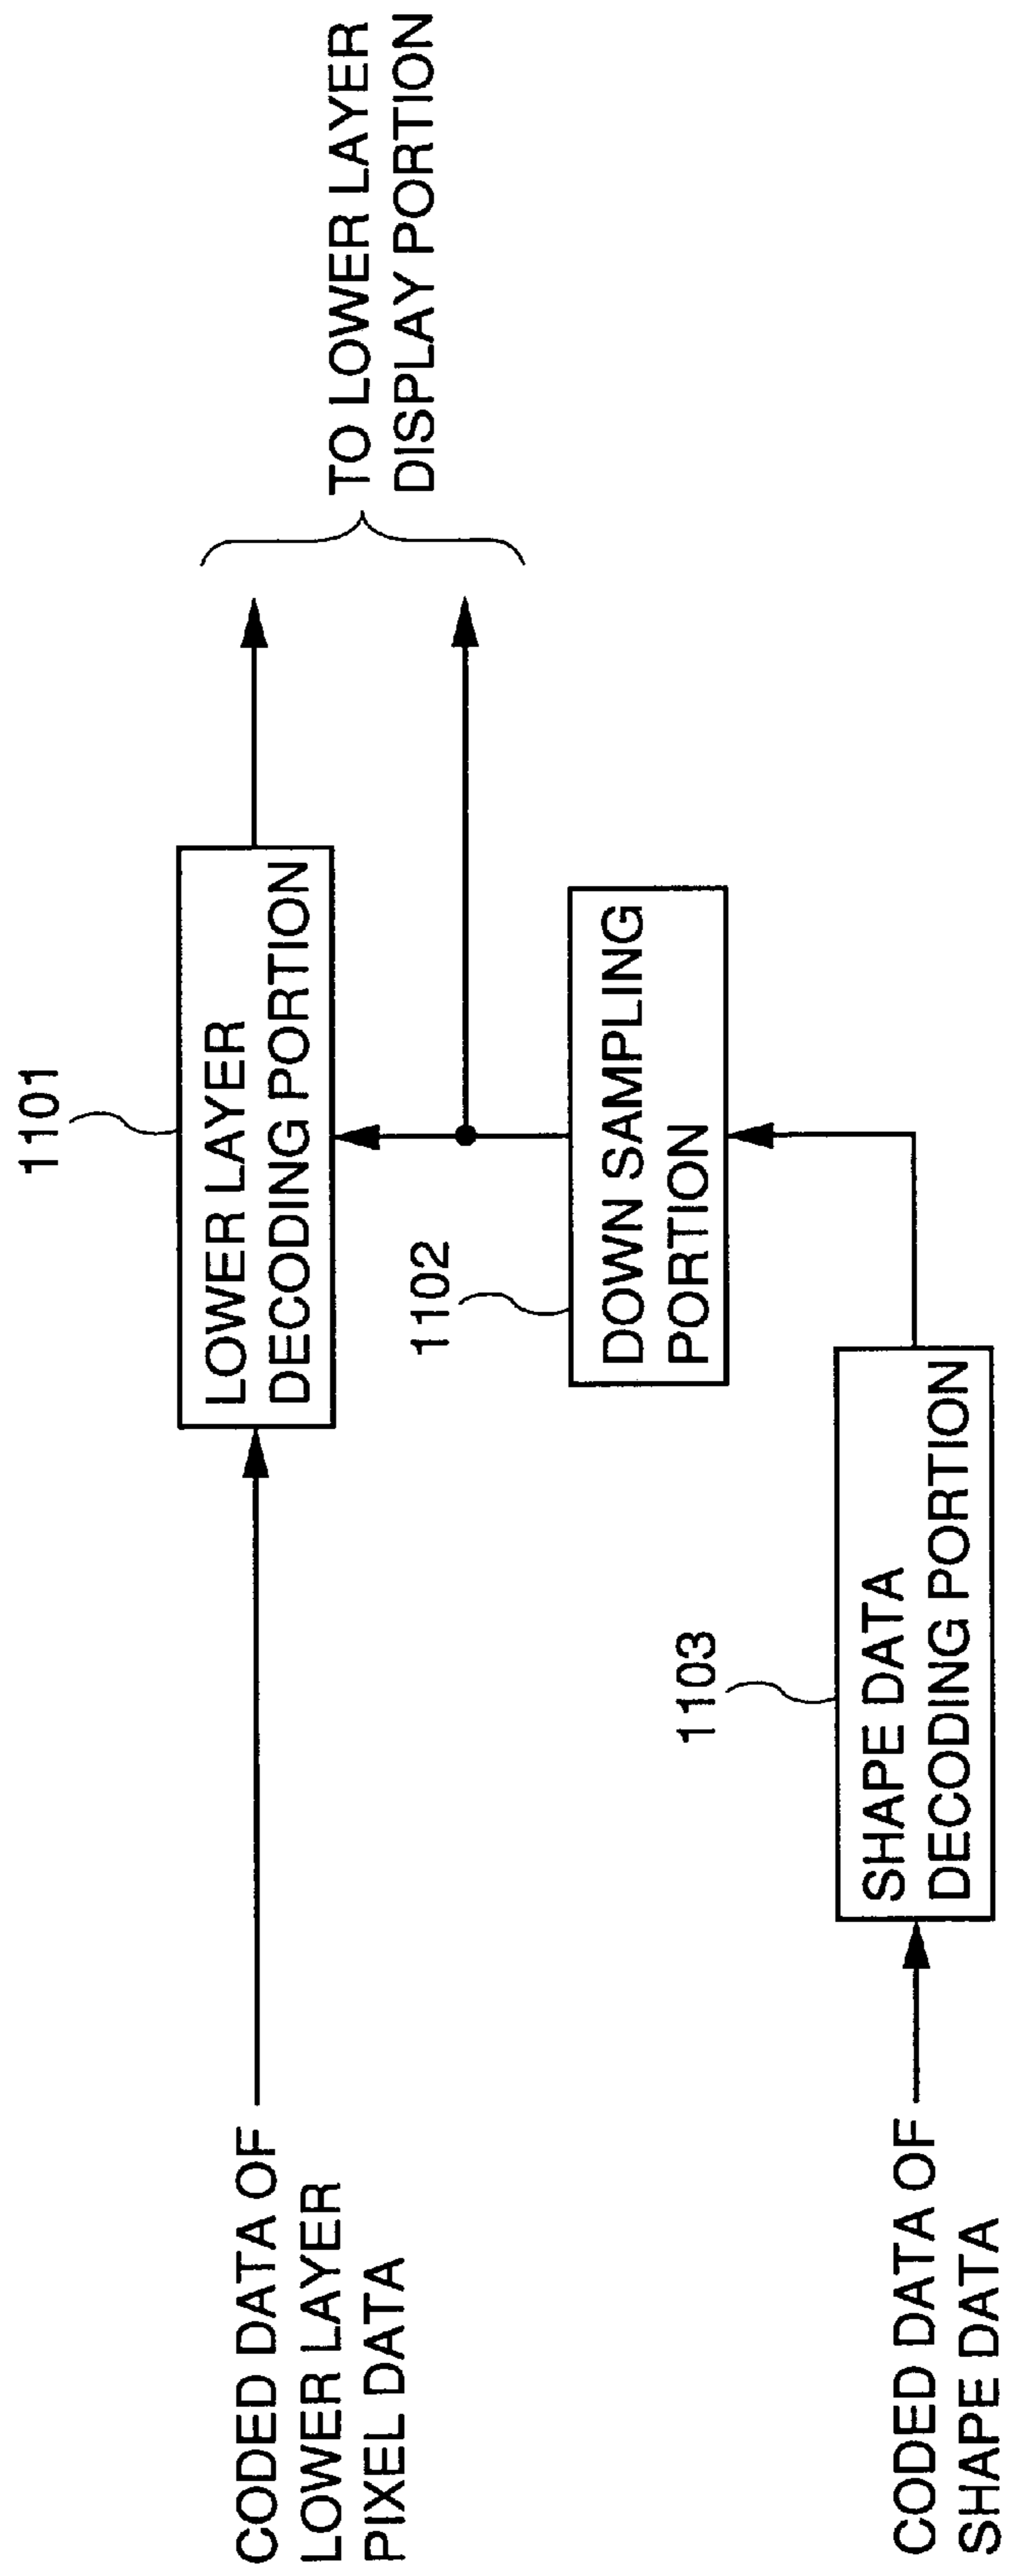 1101
LOWER LAYER
DECODING PORTION
TO LOWER LAYER
DISPLAY PORTION
CODED DATA OF
LOWER LAYER
PIXEL DATA
1102
DOWN SAMPLING
PORTION
1103
SHAPE DATA
DECODING PORTION
CODED DATA OF
SHAPE DATA